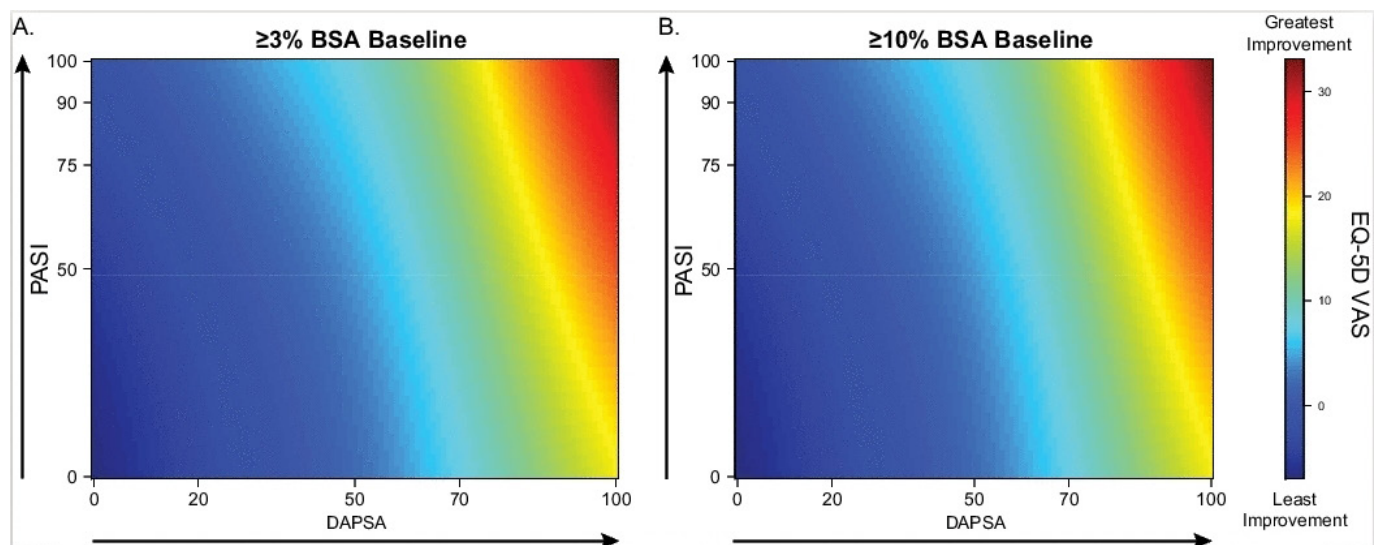 A.
≥3% BSA Baseline
100
90
75
50
0
PASI
0 20 50 70 100
DAPSA
B.
≥10% BSA Baseline
100
90
75
50
0
PASI
0 20 50 70 100
DAPSA
Greatest
Improvement
30
20
10
0
EQ-5D VAS
Least
Improvement